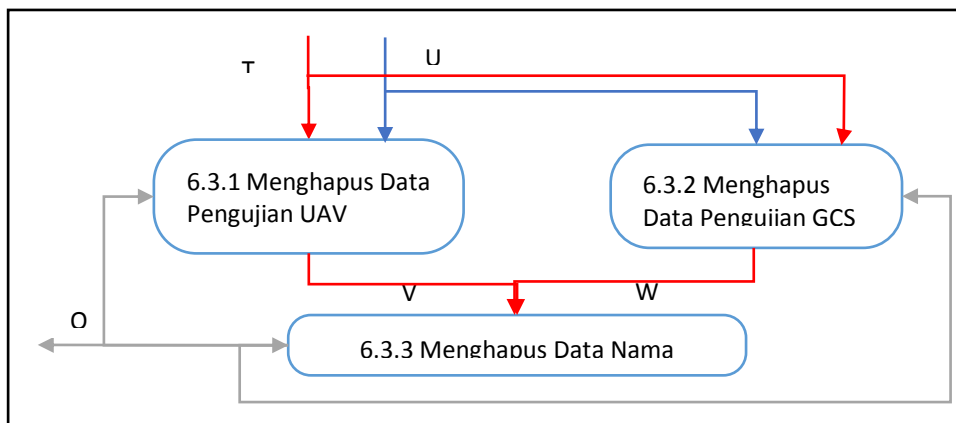 T
U
6.3.1 Menghapus Data
Pengujian UAV
6.3.2 Menghapus
Data Pengujian GCS
V
W
O
6.3.3 Menghapus Data Nama